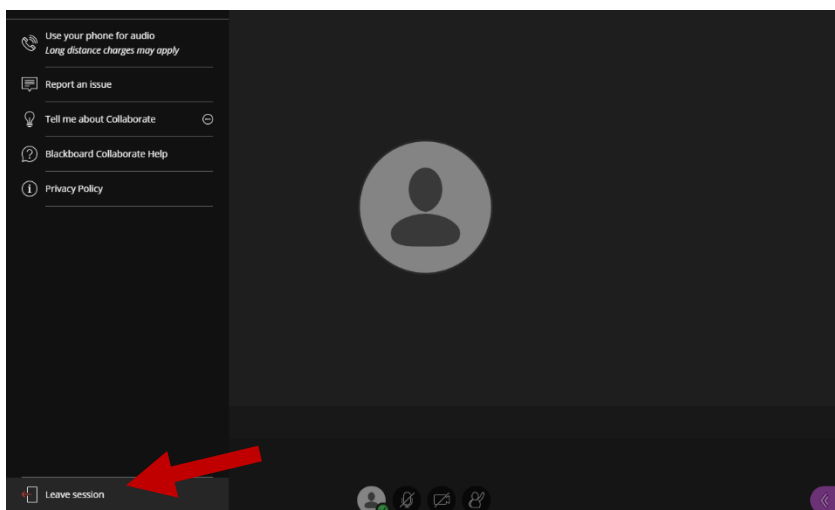 Use your phone for audio
Long distance charges may apply
Report an issue
Tell me about Collaborate
Blackboard Collaborate Help
Privacy Policy
Leave session